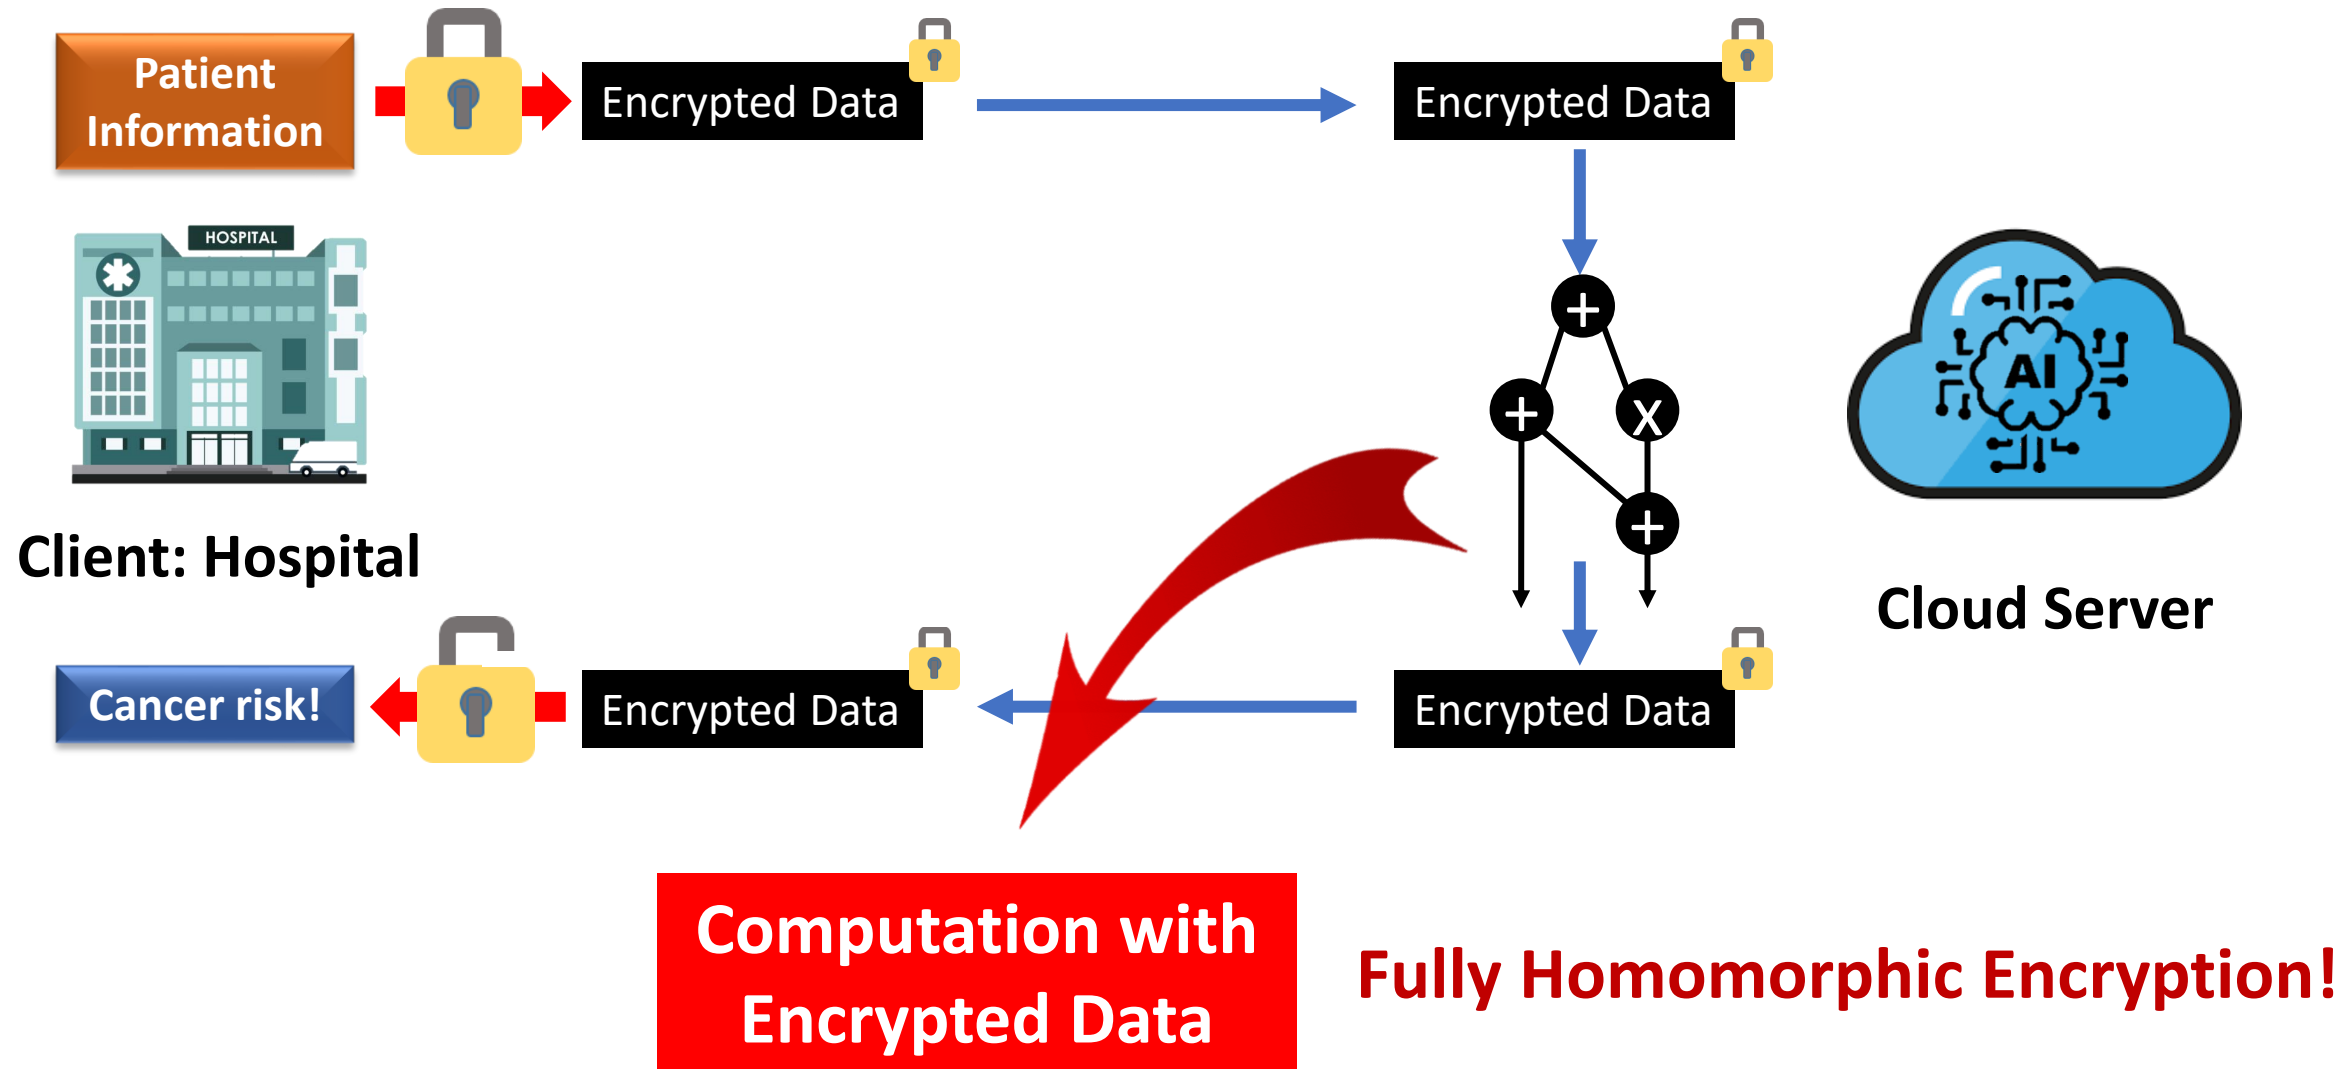 Patient
Information
Encrypted Data
Encrypted Data
HOSPITAL
+
+
x
+
AI
Client: Hospital
Cloud Server
Cancer risk!
Encrypted Data
Encrypted Data
Computation with
Encrypted Data
Fully Homomorphic Encryption!